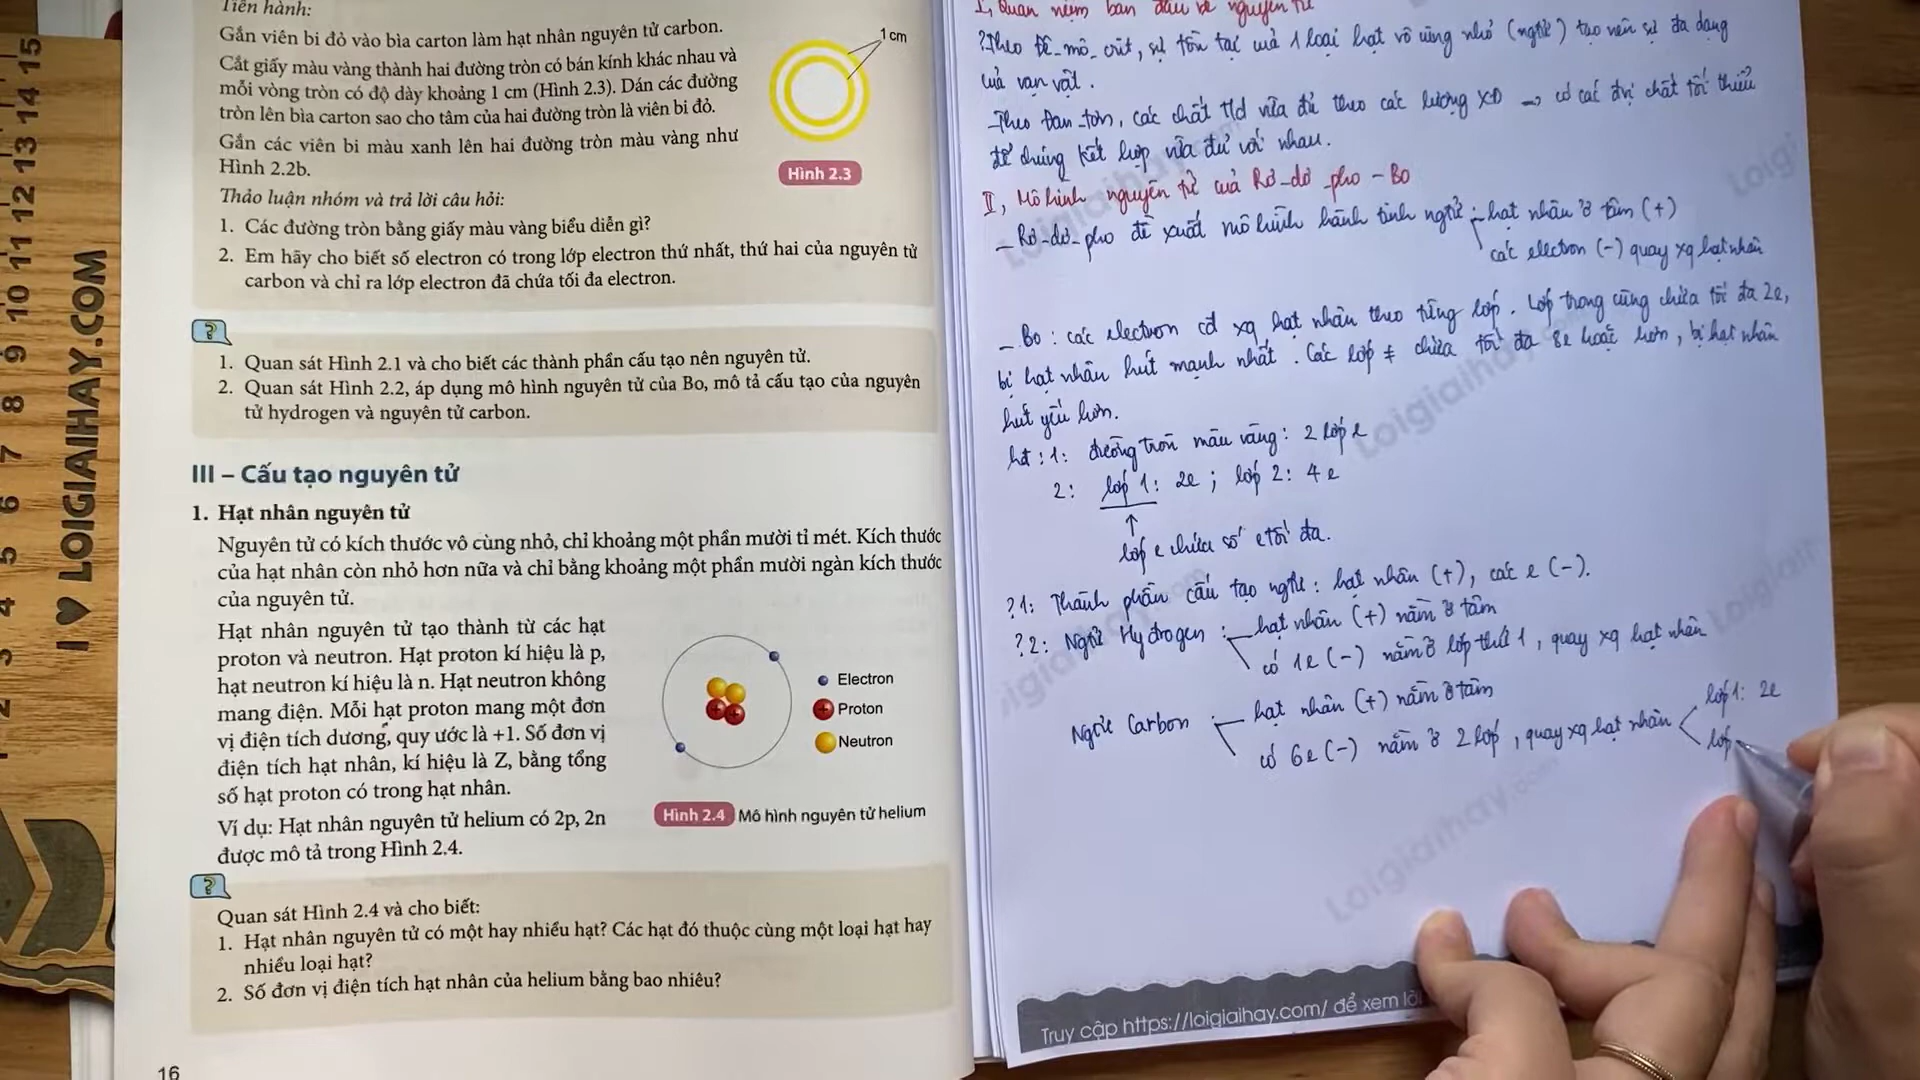 Tiến hành:
Gắn viên bi đỏ vào bìa carton làm hạt nhân nguyên tử carbon.
Cắt giấy màu vàng thành hai đường tròn có bán kính khác nhau và
mỗi vòng tròn có độ dày khoảng 1 cm (Hình 2.3). Dán các đường
tròn lên bìa carton sao cho tâm của hai đường tròn là viên bi đỏ.
Gắn các viên bi màu xanh lên hai đường tròn màu vàng như
Hình 2.2b.
1 cm
Hình 2.3
Thảo luận nhóm và trả lời câu hỏi:
1. Các đường tròn bằng giấy màu vàng biểu diễn gì?
2. Em hãy cho biết số electron có trong lớp electron thứ nhất, thứ hai của nguyên tử
carbon và chỉ ra lớp electron đã chứa tối đa electron.
?
1. Quan sát Hình 2.1 và cho biết các thành phần cấu tạo nên nguyên tử.
2. Quan sát Hình 2.2, áp dụng mô hình nguyên tử của Bo, mô tả cấu tạo của nguyên
tử hydrogen và nguyên tử carbon.
III – Cấu tạo nguyên tử
1. Hạt nhân nguyên tử
Nguyên tử có kích thước vô cùng nhỏ, chỉ khoảng một phần mười tỉ mét. Kích thước
của hạt nhân còn nhỏ hơn nữa và chỉ bằng khoảng một phần mười ngàn kích thước
của nguyên tử.
Hạt nhân nguyên tử tạo thành từ các hạt
proton và neutron. Hạt proton kí hiệu là p,
hạt neutron kí hiệu là n. Hạt neutron không
mang điện. Mỗi hạt proton mang một đơn
vị điện tích dương, quy ước là +1. Số đơn vị
điện tích hạt nhân, kí hiệu là Z, bằng tổng
số hạt proton có trong hạt nhân.
Ví dụ: Hạt nhân nguyên tử helium có 2p, 2n
được mô tả trong Hình 2.4.
Electron
Proton
Neutron
Hình 2.4 Mô hình nguyên tử helium
?
Quan sát Hình 2.4 và cho biết:
1. Hạt nhân nguyên tử có một hay nhiều hạt? Các hạt đó thuộc cùng một loại hạt hay
nhiều loại hạt?
2. Số đơn vị điện tích hạt nhân của helium bằng bao nhiêu?
16
I, Quan niệm ban đầu về nguyên tử
? Theo Đê_mô_crit, sự tồn tại của 1 loại hạt vô cùng nhỏ (ngtử) tạo nên sự đa dạng
của vạn vật.
_Theo Đan_tơn, các chất t/d vừa đủ theo các lượng XĐ → có các đvị chất tối thiểu
để chúng kết hợp vừa đủ với nhau.
II, Mô hình nguyên tử của Rơ_dơ_pho – Bo
_ Rơ_dơ_pho đề xuất mô hình hành tinh ngtử : hạt nhân ở tâm (+)
các electron (-) quay xq hạt nhân
_ Bo : các electron cđ xq hạt nhân theo từng lớp. Lớp trong cùng chứa tối đa 2e,
bị hạt nhân hút mạnh nhất. Các lớp ≠ chứa tối đa 8e hoặc hơn, bị hạt nhân
hút yếu hơn.
hđ : 1: đường tròn màu vàng : 2 lớp e
2: lớp 1: 2e ; lớp 2: 4 e
↑
lớp e chứa số e tối đa.
?1: Thành phần cấu tạo ngtử : hạt nhân (+), các e (-).
?2: Ngtử Hydrogen : hạt nhân (+) nằm ở tâm
có 1e (-) nằm ở lớp thứ 1, quay xq hạt nhân
Ngtử Carbon : hạt nhân (+) nằm ở tâm
có 6e (-) nằm ở 2 lớp, quay xq hạt nhân
lớp 1: 2e
lớp
Truy cập https://loigiaihay.com/ để xem lời
I ♥ LOIGIAIHAY.COM
2 3 4 5 6 7 8 9 10 11 12 13 14 15
Loigiaihay.com